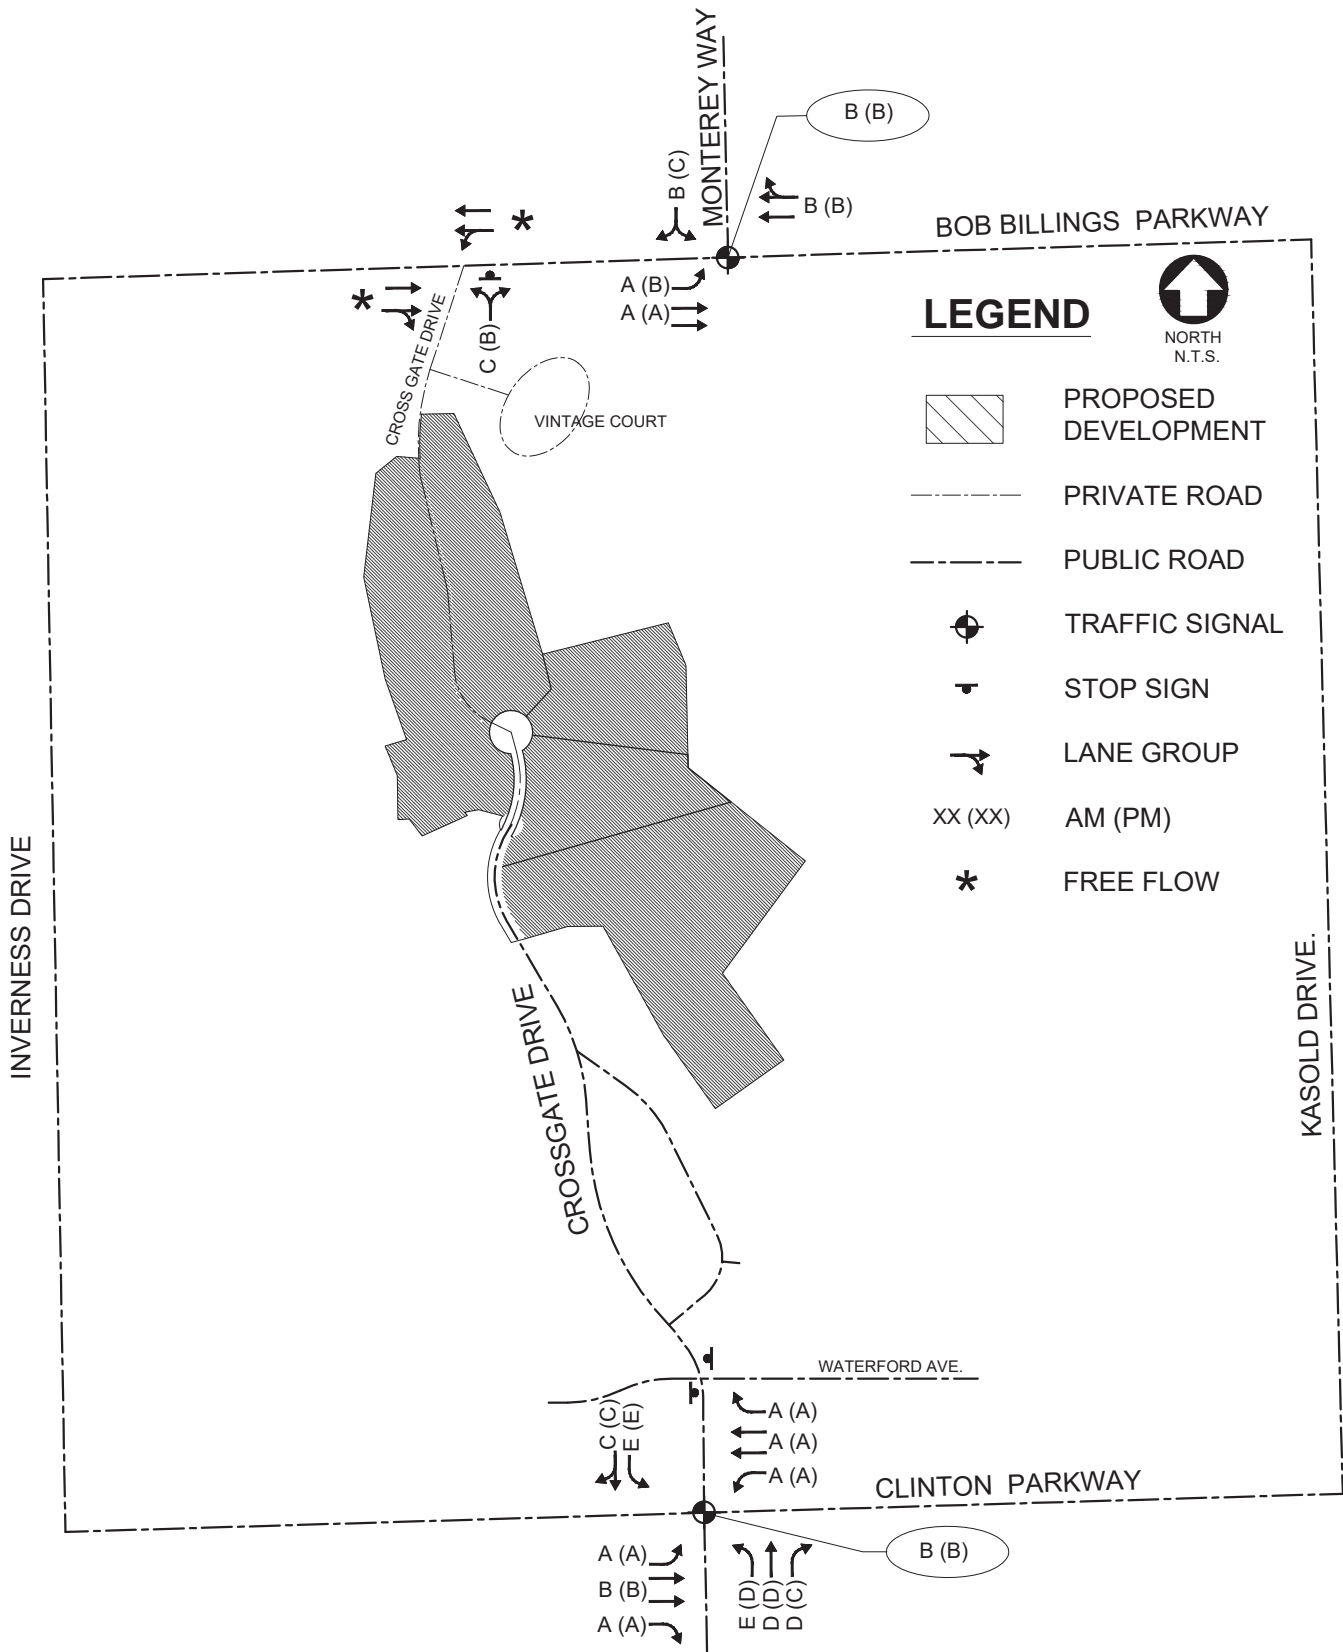 MONTEREY WAY
B (B)
B (C)
B (B)
*
BOB BILLINGS PARKWAY
*
A (B)
A (A)
C (B)
CROSS GATE DRIVE
VINTAGE COURT
LEGEND
NORTH
N.T.S.
PROPOSED
DEVELOPMENT
PRIVATE ROAD
PUBLIC ROAD
TRAFFIC SIGNAL
STOP SIGN
LANE GROUP
XX (XX) AM (PM)
* FREE FLOW
INVERNESS DRIVE
KASOLD DRIVE.
CROSSGATE DRIVE
WATERFORD AVE.
C (C)
E (E)
A (A)
A (A)
A (A)
CLINTON PARKWAY
B (B)
A (A)
B (B)
A (A)
E (D)
D (D)
D (C)